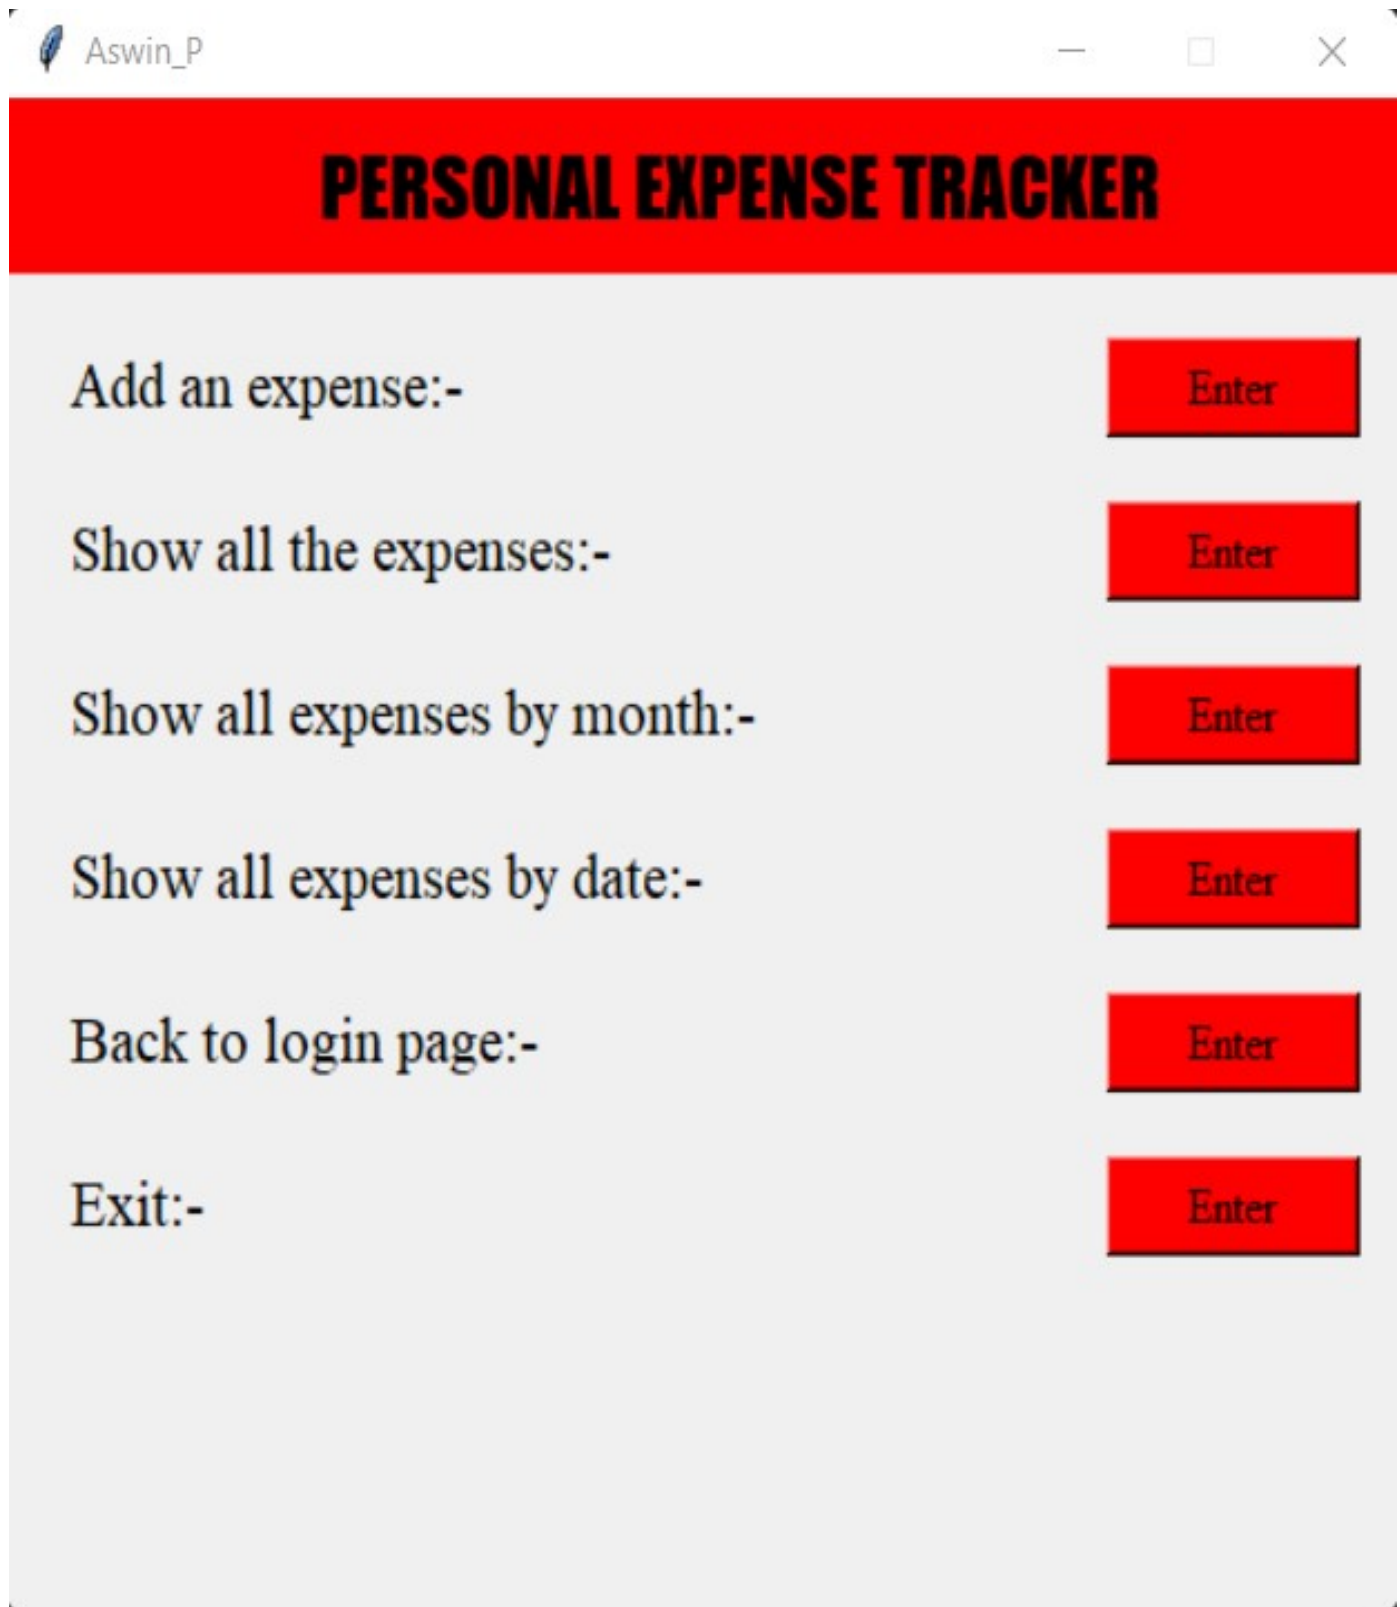 Aswin_P
PERSONAL EXPENSE TRACKER
Add an expense:- Enter
Show all the expenses:- Enter
Show all expenses by month:- Enter
Show all expenses by date:- Enter
Back to login page:- Enter
Exit:- Enter